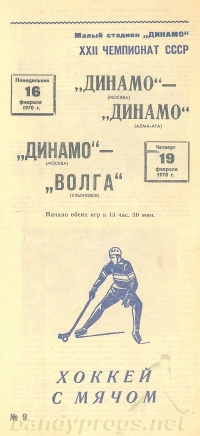 Малый стадион „ДИНАМО“
XXII ЧЕМПИОНАТ СССР
Понедельник
16
февраля
1970 г.
„ДИНАМО“—
(МОСКВА)
„ДИНАМО“
(АЛМА-АТА)
„ДИНАМО“—
(МОСКВА)
„ВОЛГА“
(УЛЬЯНОВСК)
Четверг
19
февраля
1970 г.
Начало обеих игр в 13 час. 30 мин.
ХОККЕЙ
С МЯЧОМ
№ 9
bandyprogs.net